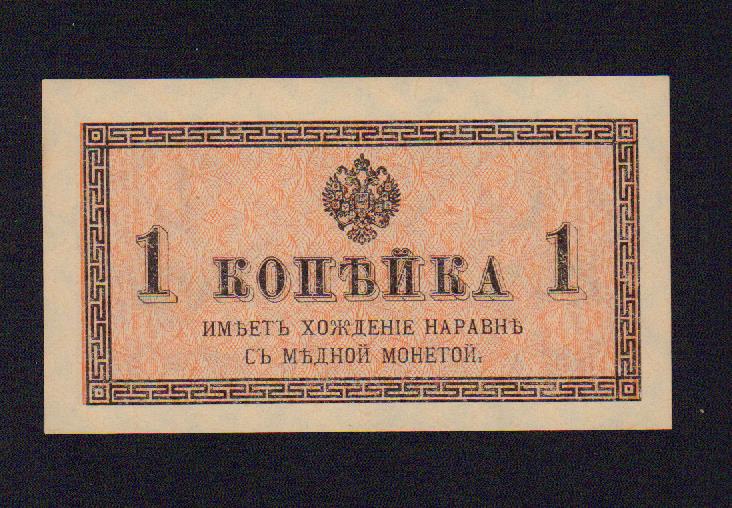 1 КОПѢЙКА 1
ИМѢЕТЪ ХОЖДЕНІЕ НАРАВНѢ
СЪ МѢДНОЙ МОНЕТОЙ.